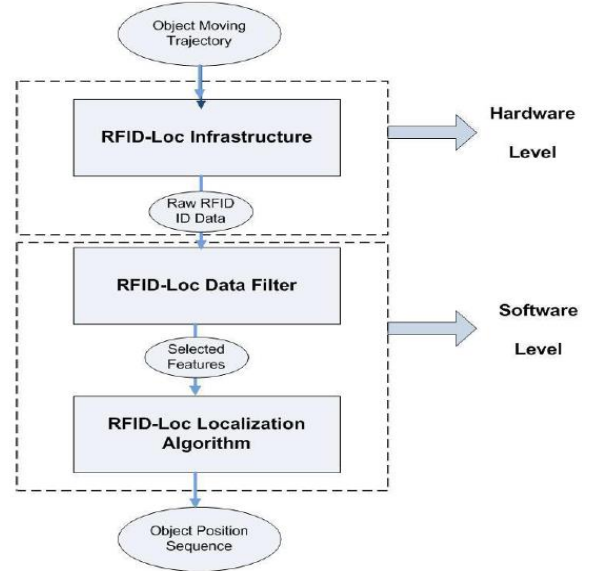 Object Moving
Trajectory
RFID-Loc Infrastructure
Hardware
Level
Raw RFID
ID Data
RFID-Loc Data Filter
Software
Level
Selected
Features
RFID-Loc Localization
Algorithm
Object Position
Sequence